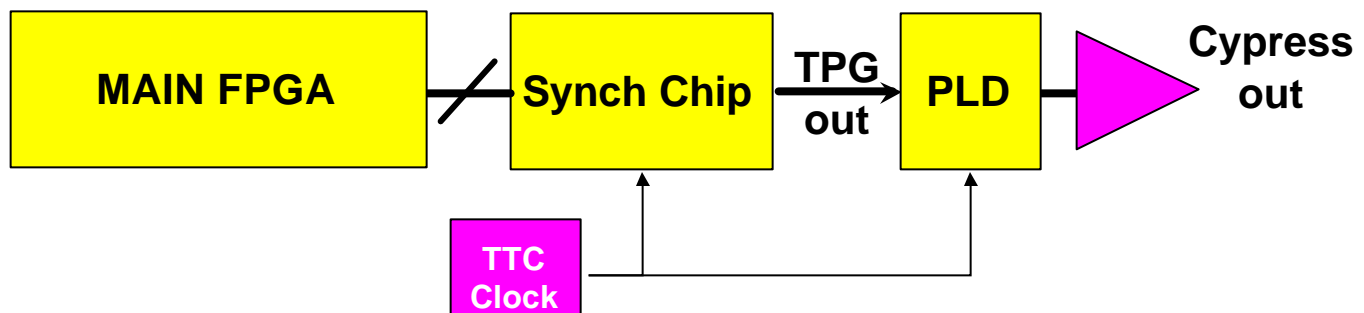 MAIN FPGA
Synch Chip
TPG
out
PLD
Cypress
out
TTC
Clock